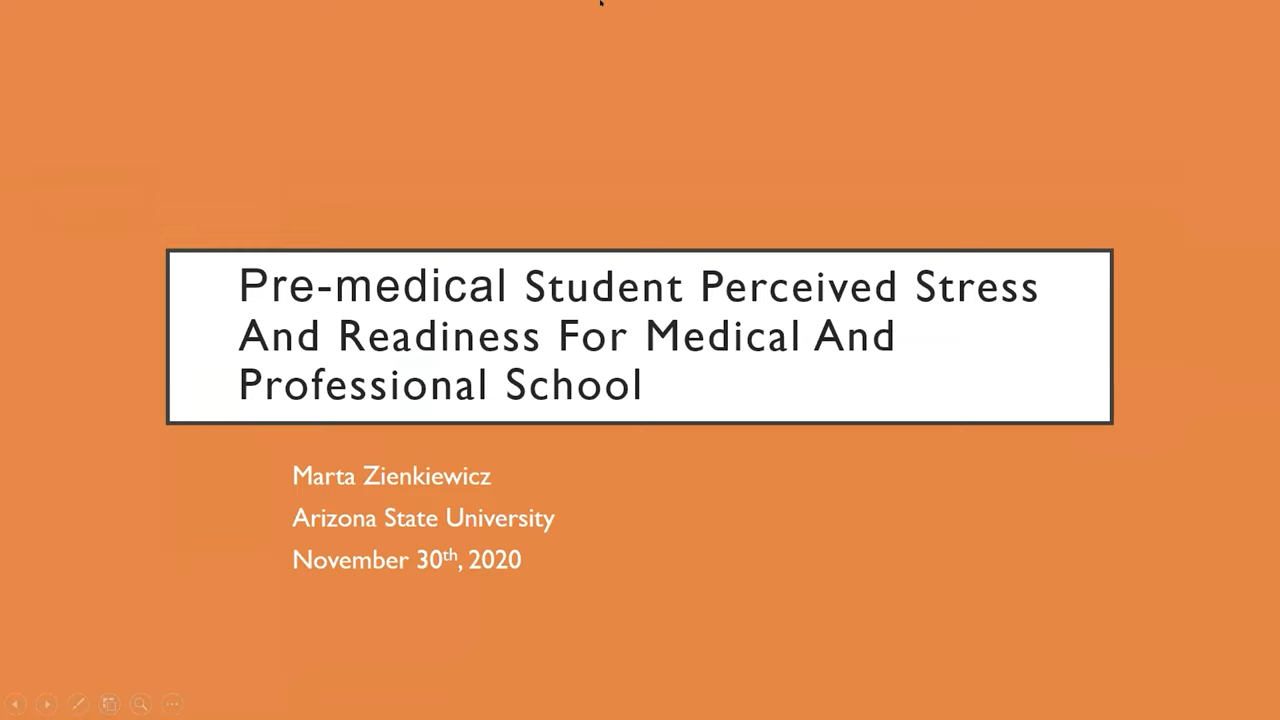 Pre-medical Student Perceived Stress
And Readiness For Medical And
Professional School
Marta Zienkiewicz
Arizona State University
November 30th, 2020